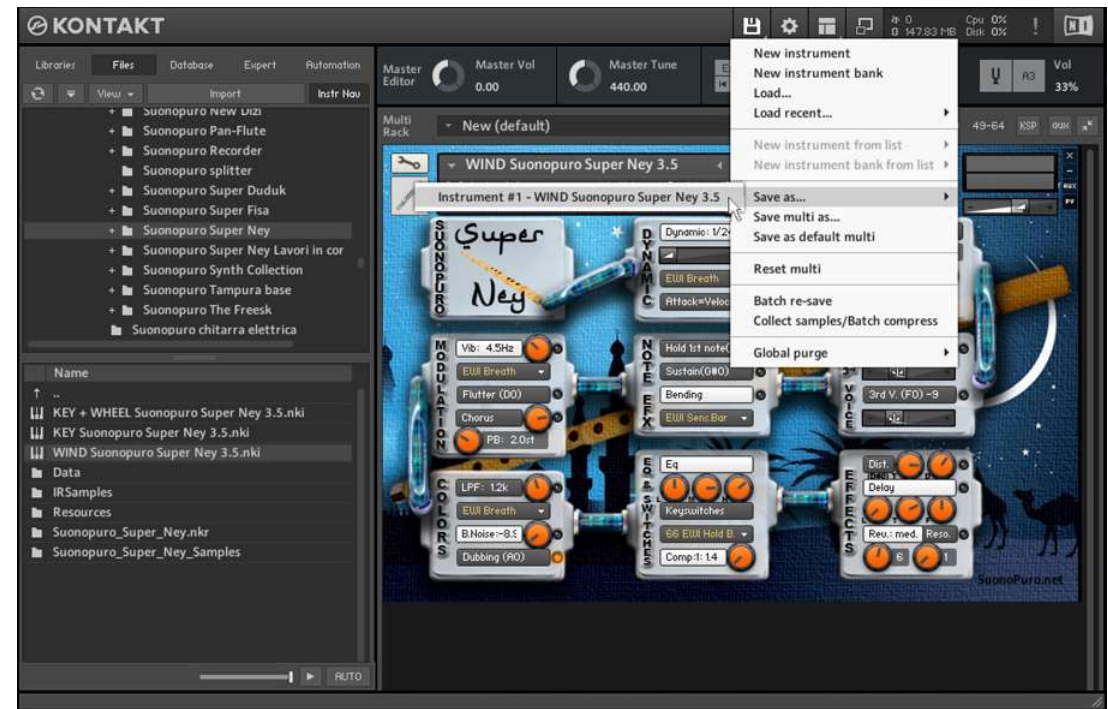 KONTAKT
0
0 147.83 MB
Cpu 0%
Disk 0%
!
NI
Libraries Files Database Expert Automation
View Import Instr Nav
+ Suonopuro New Dizi
+ Suonopuro Pan-Flute
+ Suonopuro Recorder
Suonopuro splitter
+ Suonopuro Super Duduk
+ Suonopuro Super Fisa
+ Suonopuro Super Ney
+ Suonopuro Super Ney Lavori in cor
+ Suonopuro Synth Collection
+ Suonopuro Tampura base
+ Suonopuro The Freesk
Suonopuro chitarra elettrica
Name
..
KEY + WHEEL Suonopuro Super Ney 3.5.nki
KEY Suonopuro Super Ney 3.5.nki
WIND Suonopuro Super Ney 3.5.nki
Data
IRSamples
Resources
Suonopuro_Super_Ney.nkr
Suonopuro_Super_Ney_Samples
AUTO
Master Editor
Master Vol
0.00
Master Tune
440.00
A3
Vol
33%
Multi Rack
New (default)
49-64 KSP aux
WIND Suonopuro Super Ney 3.5
Instrument #1 - WIND Suonopuro Super Ney 3.5
New instrument
New instrument bank
Load...
Load recent...
New instrument from list
New instrument bank from list
Save as...
Save multi as...
Save as default multi
Reset multi
Batch re-save
Collect samples/Batch compress
Global purge
aux
PV
SUONOPURO
Super
Ney
DYNAMIC
Dynamic: 1/2
EWI Breath
Attack=Veloc
MODULATION
Vib: 4.5Hz
EWI Breath
Flutter (D0)
Chorus
PB: 2.0st
NOTE EFX
Hold 1st note
Sustain(G#0)
Bending
EWI Sens.Bar
VOICE
3rd V. (F0) -9
COLORS
LPF: 12k
EWI Breath
B.Noise:-8.
Dubbing (A0)
EQ & SWITCHES
Eq
Keyswitches
66 EWI Hold B.
Comp:1: 1.4
EFFECTS
Dist.
Delay
Rev.: med. Reso.
6 1
SuonoPuro.net